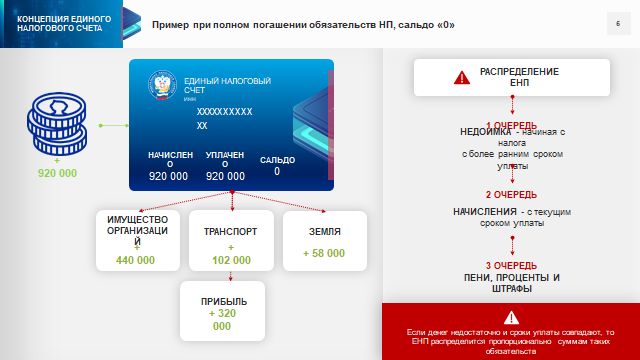 КОНЦЕПЦИЯ ЕДИНОГО
НАЛОГОВОГО СЧЕТА
Пример при полном погашении обязательств НП, сальдо «0»
6
ЕДИНЫЙ НАЛОГОВЫЙ
СЧЕТ
ИНН
XXXXXXXXXX
XX
НАЧИСЛЕН
О
920 000
УПЛАЧЕН
О
920 000
САЛЬДО
0
+
920 000
ИМУЩЕСТВО
ОРГАНИЗАЦИ
Й
+
440 000
ТРАНСПОРТ
+
102 000
ЗЕМЛЯ
+ 58 000
ПРИБЫЛЬ
+ 320
000
РАСПРЕДЕЛЕНИЕ
ЕНП
1 ОЧЕРЕДЬ
НЕДОИМКА - начиная с
налога
с более ранним сроком
уплаты
2 ОЧЕРЕДЬ
НАЧИСЛЕНИЯ - с текущим
сроком уплаты
3 ОЧЕРЕДЬ
ПЕНИ, ПРОЦЕНТЫ И
ШТРАФЫ
Если денег недостаточно и сроки уплаты совпадают, то
ЕНП распределится пропорционально суммам таких
обязательств